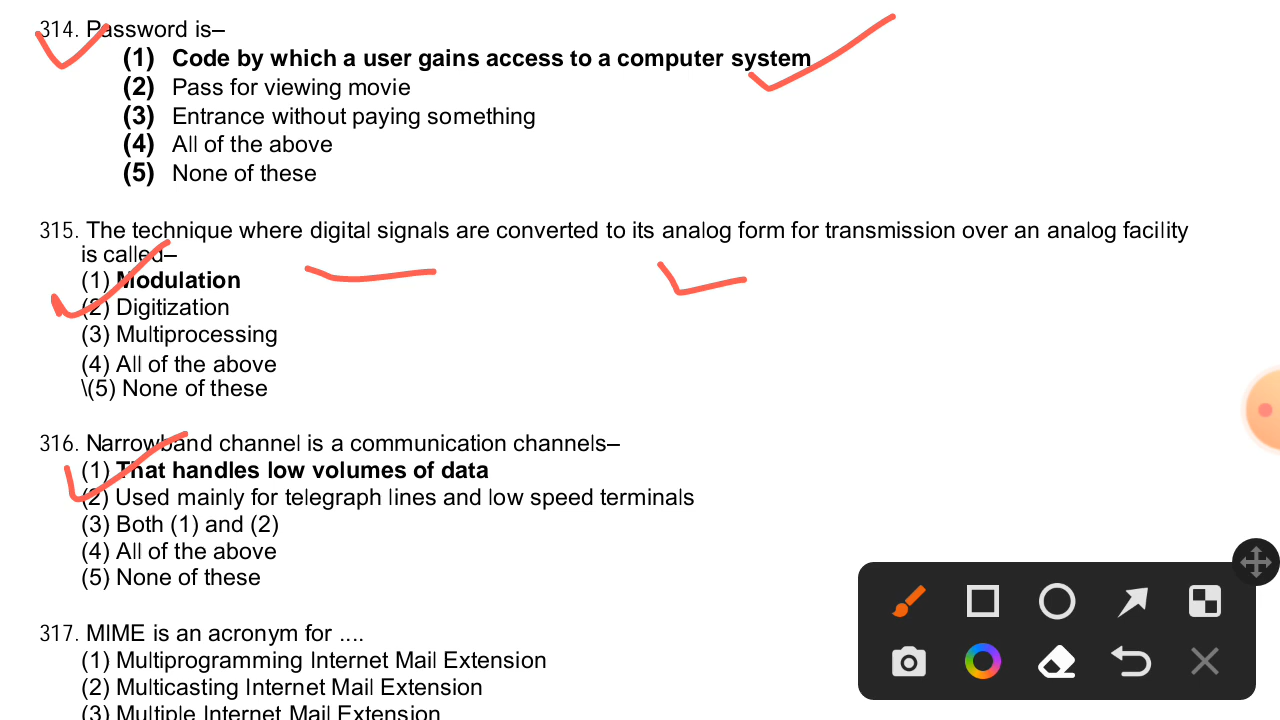 314. Password is–
(1) Code by which a user gains access to a computer system
(2) Pass for viewing movie
(3) Entrance without paying something
(4) All of the above
(5) None of these
315. The technique where digital signals are converted to its analog form for transmission over an analog facility
is called–
(1) Modulation
(2) Digitization
(3) Multiprocessing
(4) All of the above
\(5) None of these
316. Narrowband channel is a communication channels–
(1) That handles low volumes of data
(2) Used mainly for telegraph lines and low speed terminals
(3) Both (1) and (2)
(4) All of the above
(5) None of these
317. MIME is an acronym for ....
(1) Multiprogramming Internet Mail Extension
(2) Multicasting Internet Mail Extension
(3) Multiple Internet Mail Extension